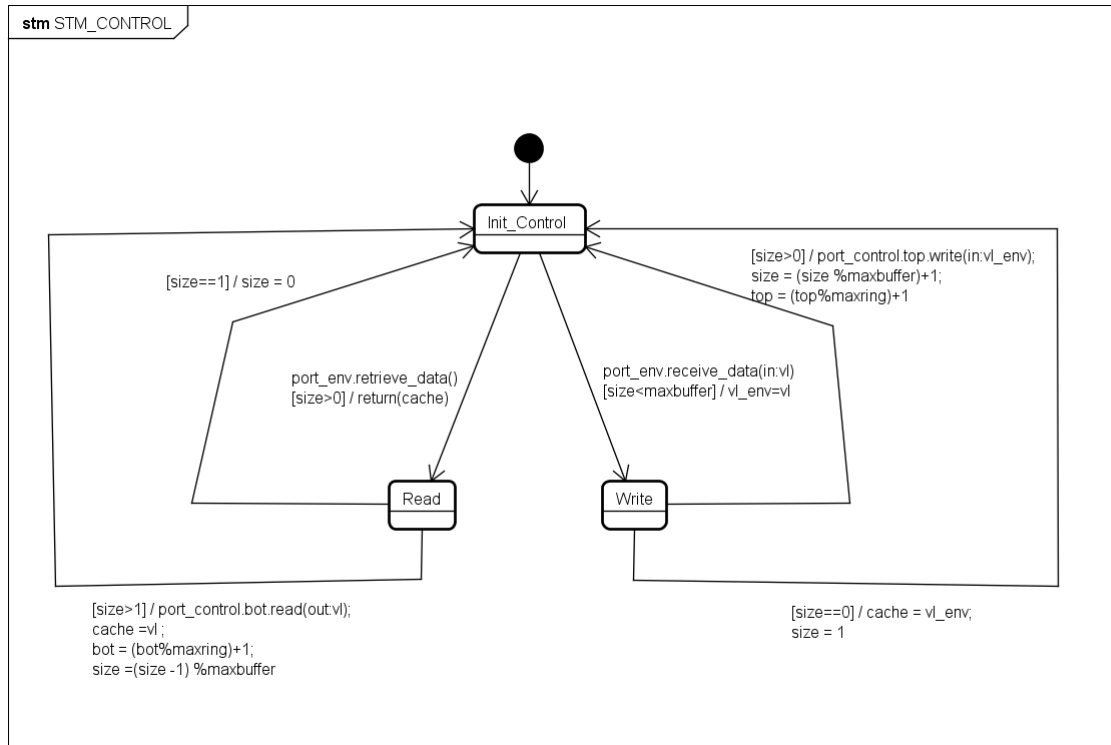 stm STM_CONTROL
Init_Control
[size>0] / port_control.top.write(in:vl_env);
size = (size %maxbuffer)+1;
top = (top%maxring)+1
[size==1] / size = 0
port_env.retrieve_data()
[size>0] / return(cache)
port_env.receive_data(in:vl)
[size<maxbuffer] / vl_env=vl
Read
Write
[size>1] / port_control.bot.read(out:vl);
cache =vl ;
bot = (bot%maxring)+1;
size =(size -1) %maxbuffer
[size==0] / cache = vl_env;
size = 1